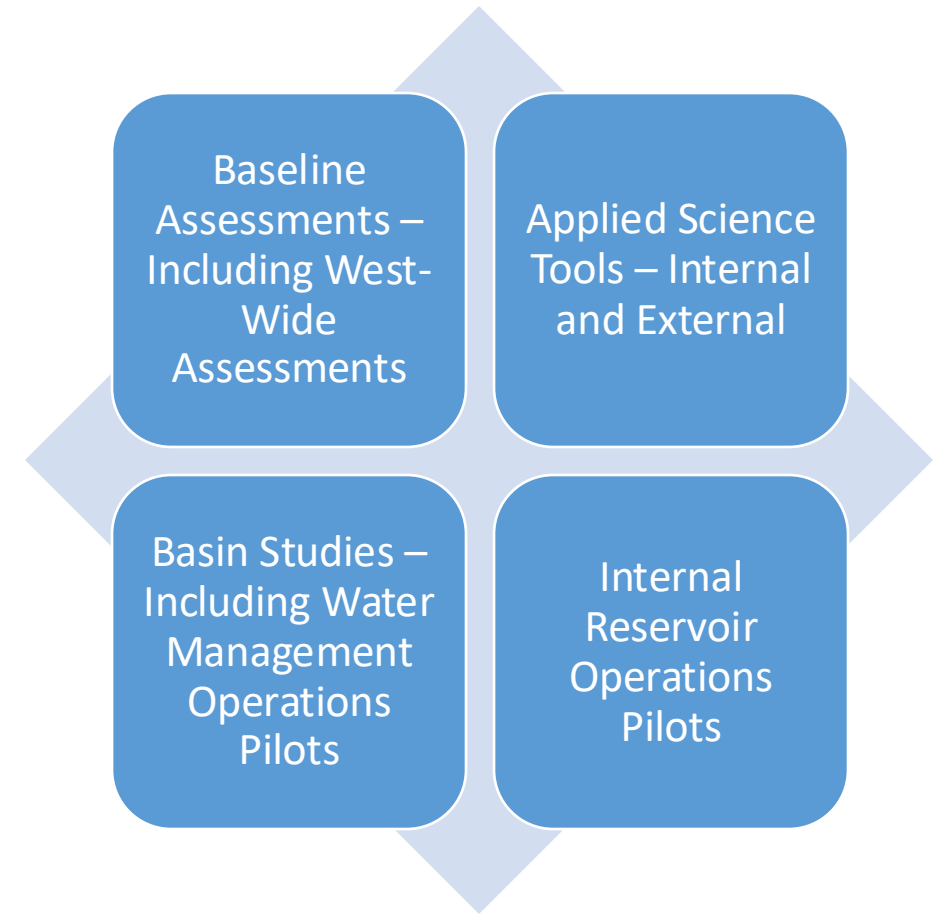 Baseline
Assessments –
Including West-
Wide
Assessments
Applied Science
Tools – Internal
and External
Basin Studies –
Including Water
Management
Operations
Pilots
Internal
Reservoir
Operations
Pilots